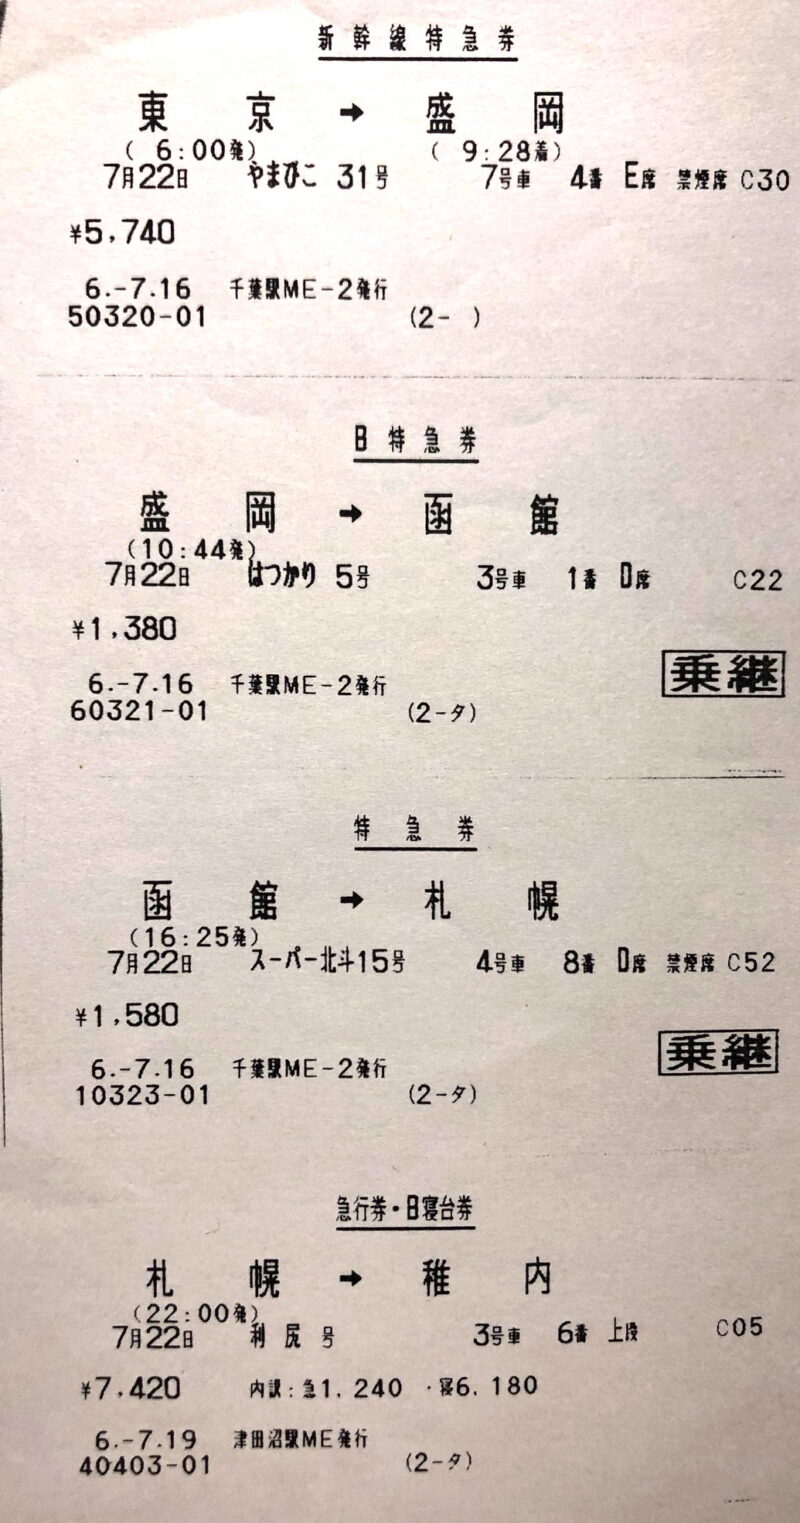 新幹線特急券
東京→盛岡
(6:00発) (9:28着)
7月22日 やまびこ 31号 7号車 4番 E席 禁煙席 C30
¥5,740
6.-7.16 千葉駅ME-2発行
50320-01 (2- )
B特急券
盛岡→函館
(10:44発)
7月22日 はつかり 5号 3号車 1番 D席 C22
¥1,380
6.-7.16 千葉駅ME-2発行 乗継
60321-01 (2-タ)
特急券
函館→札幌
(16:25発)
7月22日 スーパー北斗15号 4号車 8番 D席 禁煙席 C52
¥1,580
6.-7.16 千葉駅ME-2発行 乗継
10323-01 (2-タ)
急行券・B寝台券
札幌→稚内
(22:00発)
7月22日 利尻号 3号車 6番 上段 C05
¥7,420 内訳:急1,240・寝6,180
6.-7.19 津田沼駅ME発行
40403-01 (2-タ)